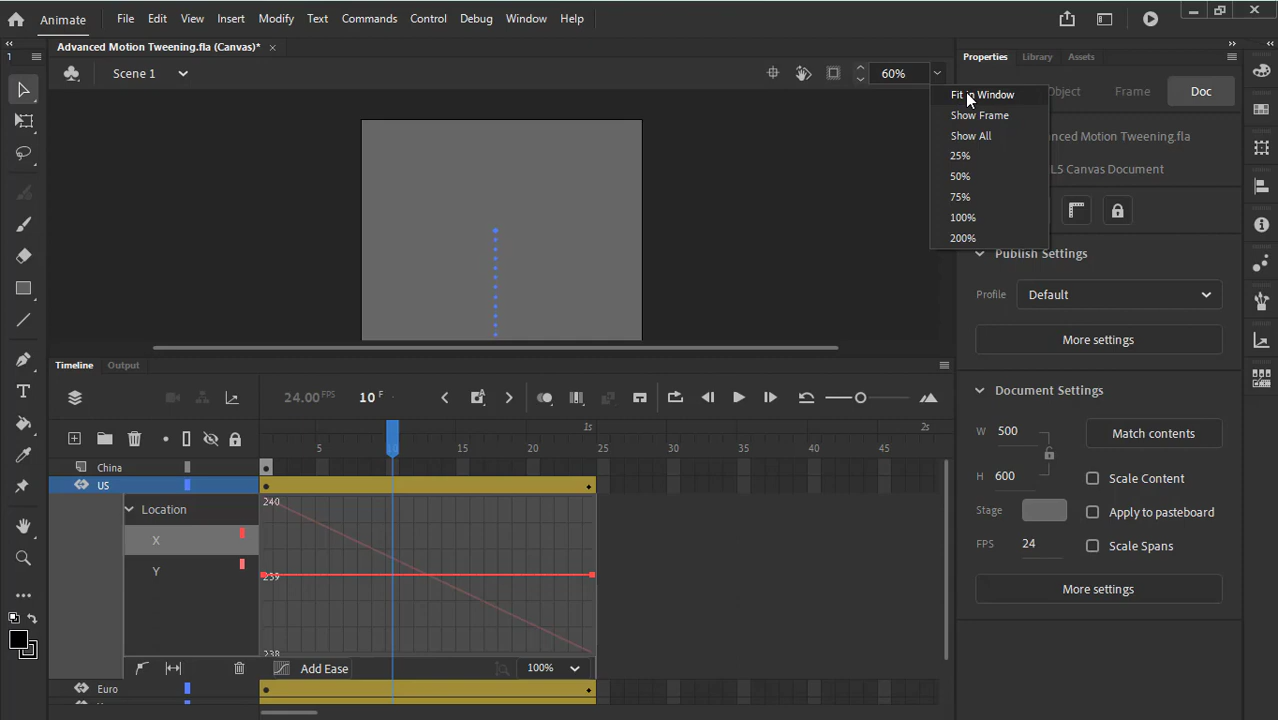 Animate File Edit View Insert Modify Text Commands Control Debug Window Help
Advanced Motion Tweening.fla (Canvas)*
1
Properties Library Assets
Scene 1
60%
Fit in Window
Show Frame
Show All
25%
50%
75%
100%
200%
Object Frame Doc
anced Motion Tweening.fla
L5 Canvas Document
Publish Settings
Profile Default
More settings
Document Settings
W 500
Match contents
H 600
Scale Content
Stage
Apply to pasteboard
FPS 24
Scale Spans
More settings
Timeline Output
24.00 FPS 10 F
1s 2s
5 10 15 20 25 30 35 40 45
China
US
Location
X
Y
240
239
238
Add Ease
100%
Euro